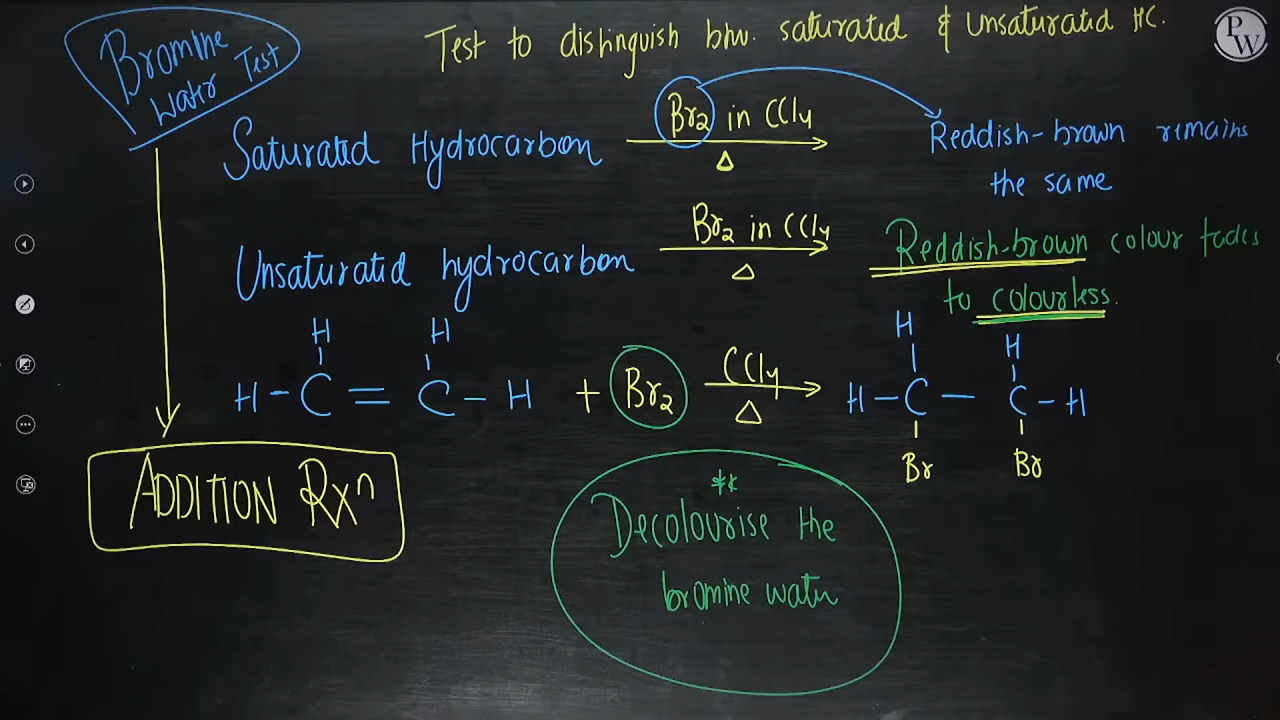 Bromine
Water Test
Test to distinguish btw. saturated & Unsaturated HC.
PW
Saturated Hydrocarbon
Br₂ in CCl₄
Δ
Reddish-brown remains
the same
Unsaturated hydrocarbon
Br₂ in CCl₄
Δ
Reddish-brown colour fades
to colourless.
H H
H-C=C-H + Br₂
CCl₄
Δ
H H
H-C-C-H
Br Br
ADDITION Rxⁿ
**
Decolourise the
bromine water